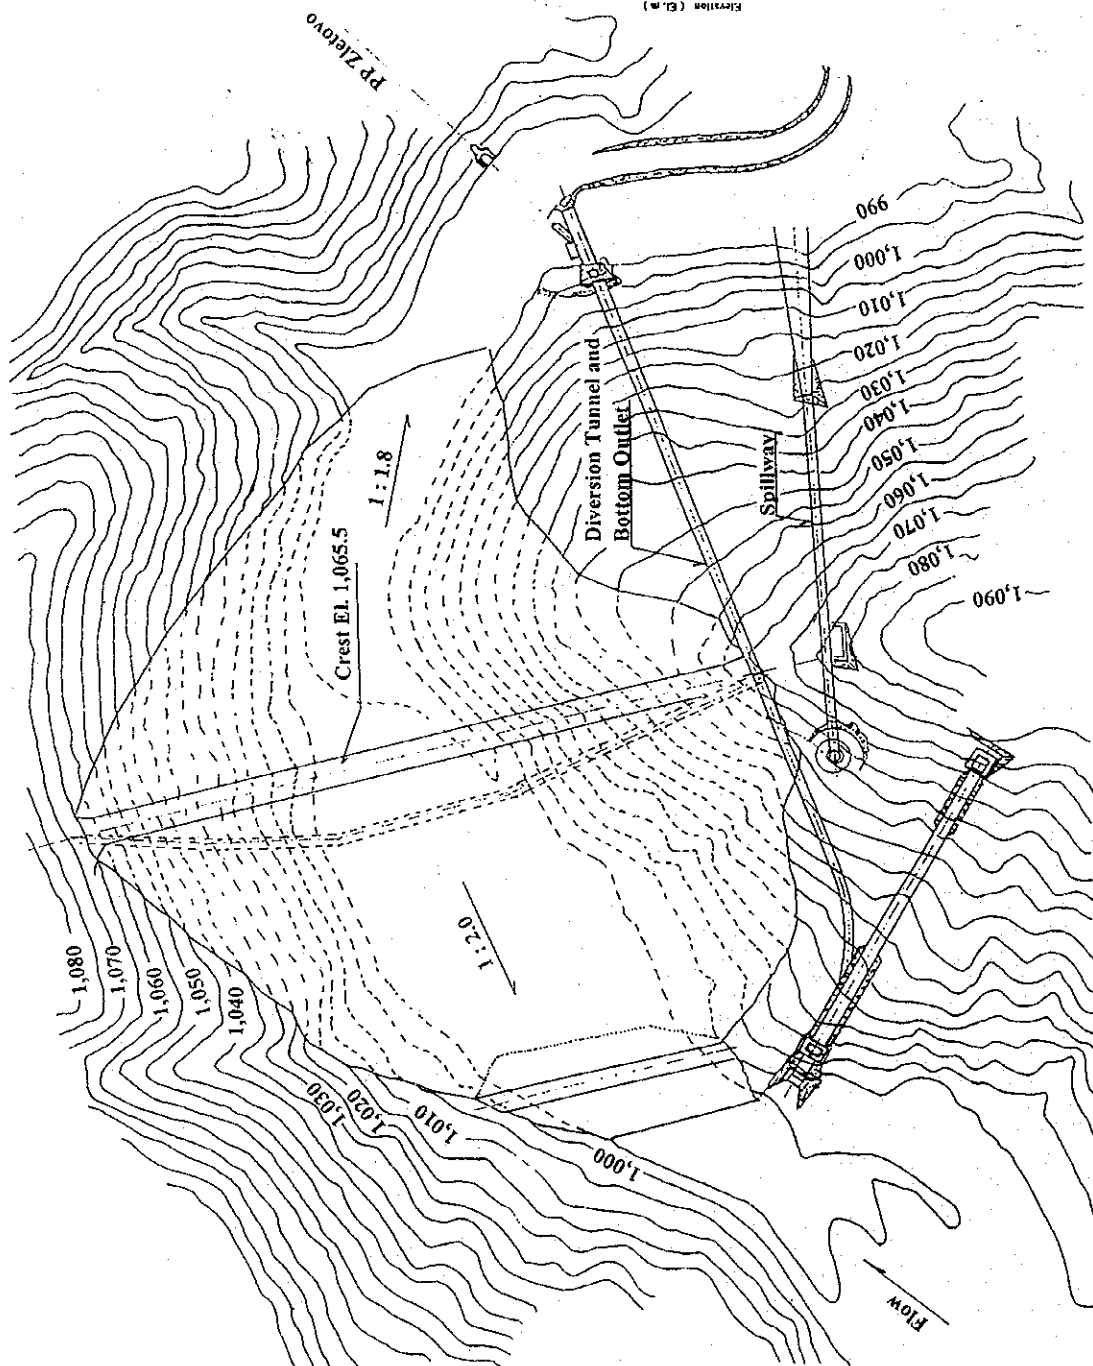 Elevation ( El. m )
PP Zletovo
990
1,000
1,010
1,020
1,030
1,040
1,050
1,060
1,070
1,080
1,090
Diversion Tunnel and
Bottom Outlet
Spillway
1 : 1.8
Crest El. 1,065.5
1 : 2.0
1,080
1,070
1,060
1,050
1,040
1,030
1,020
1,010
1,000
Flow